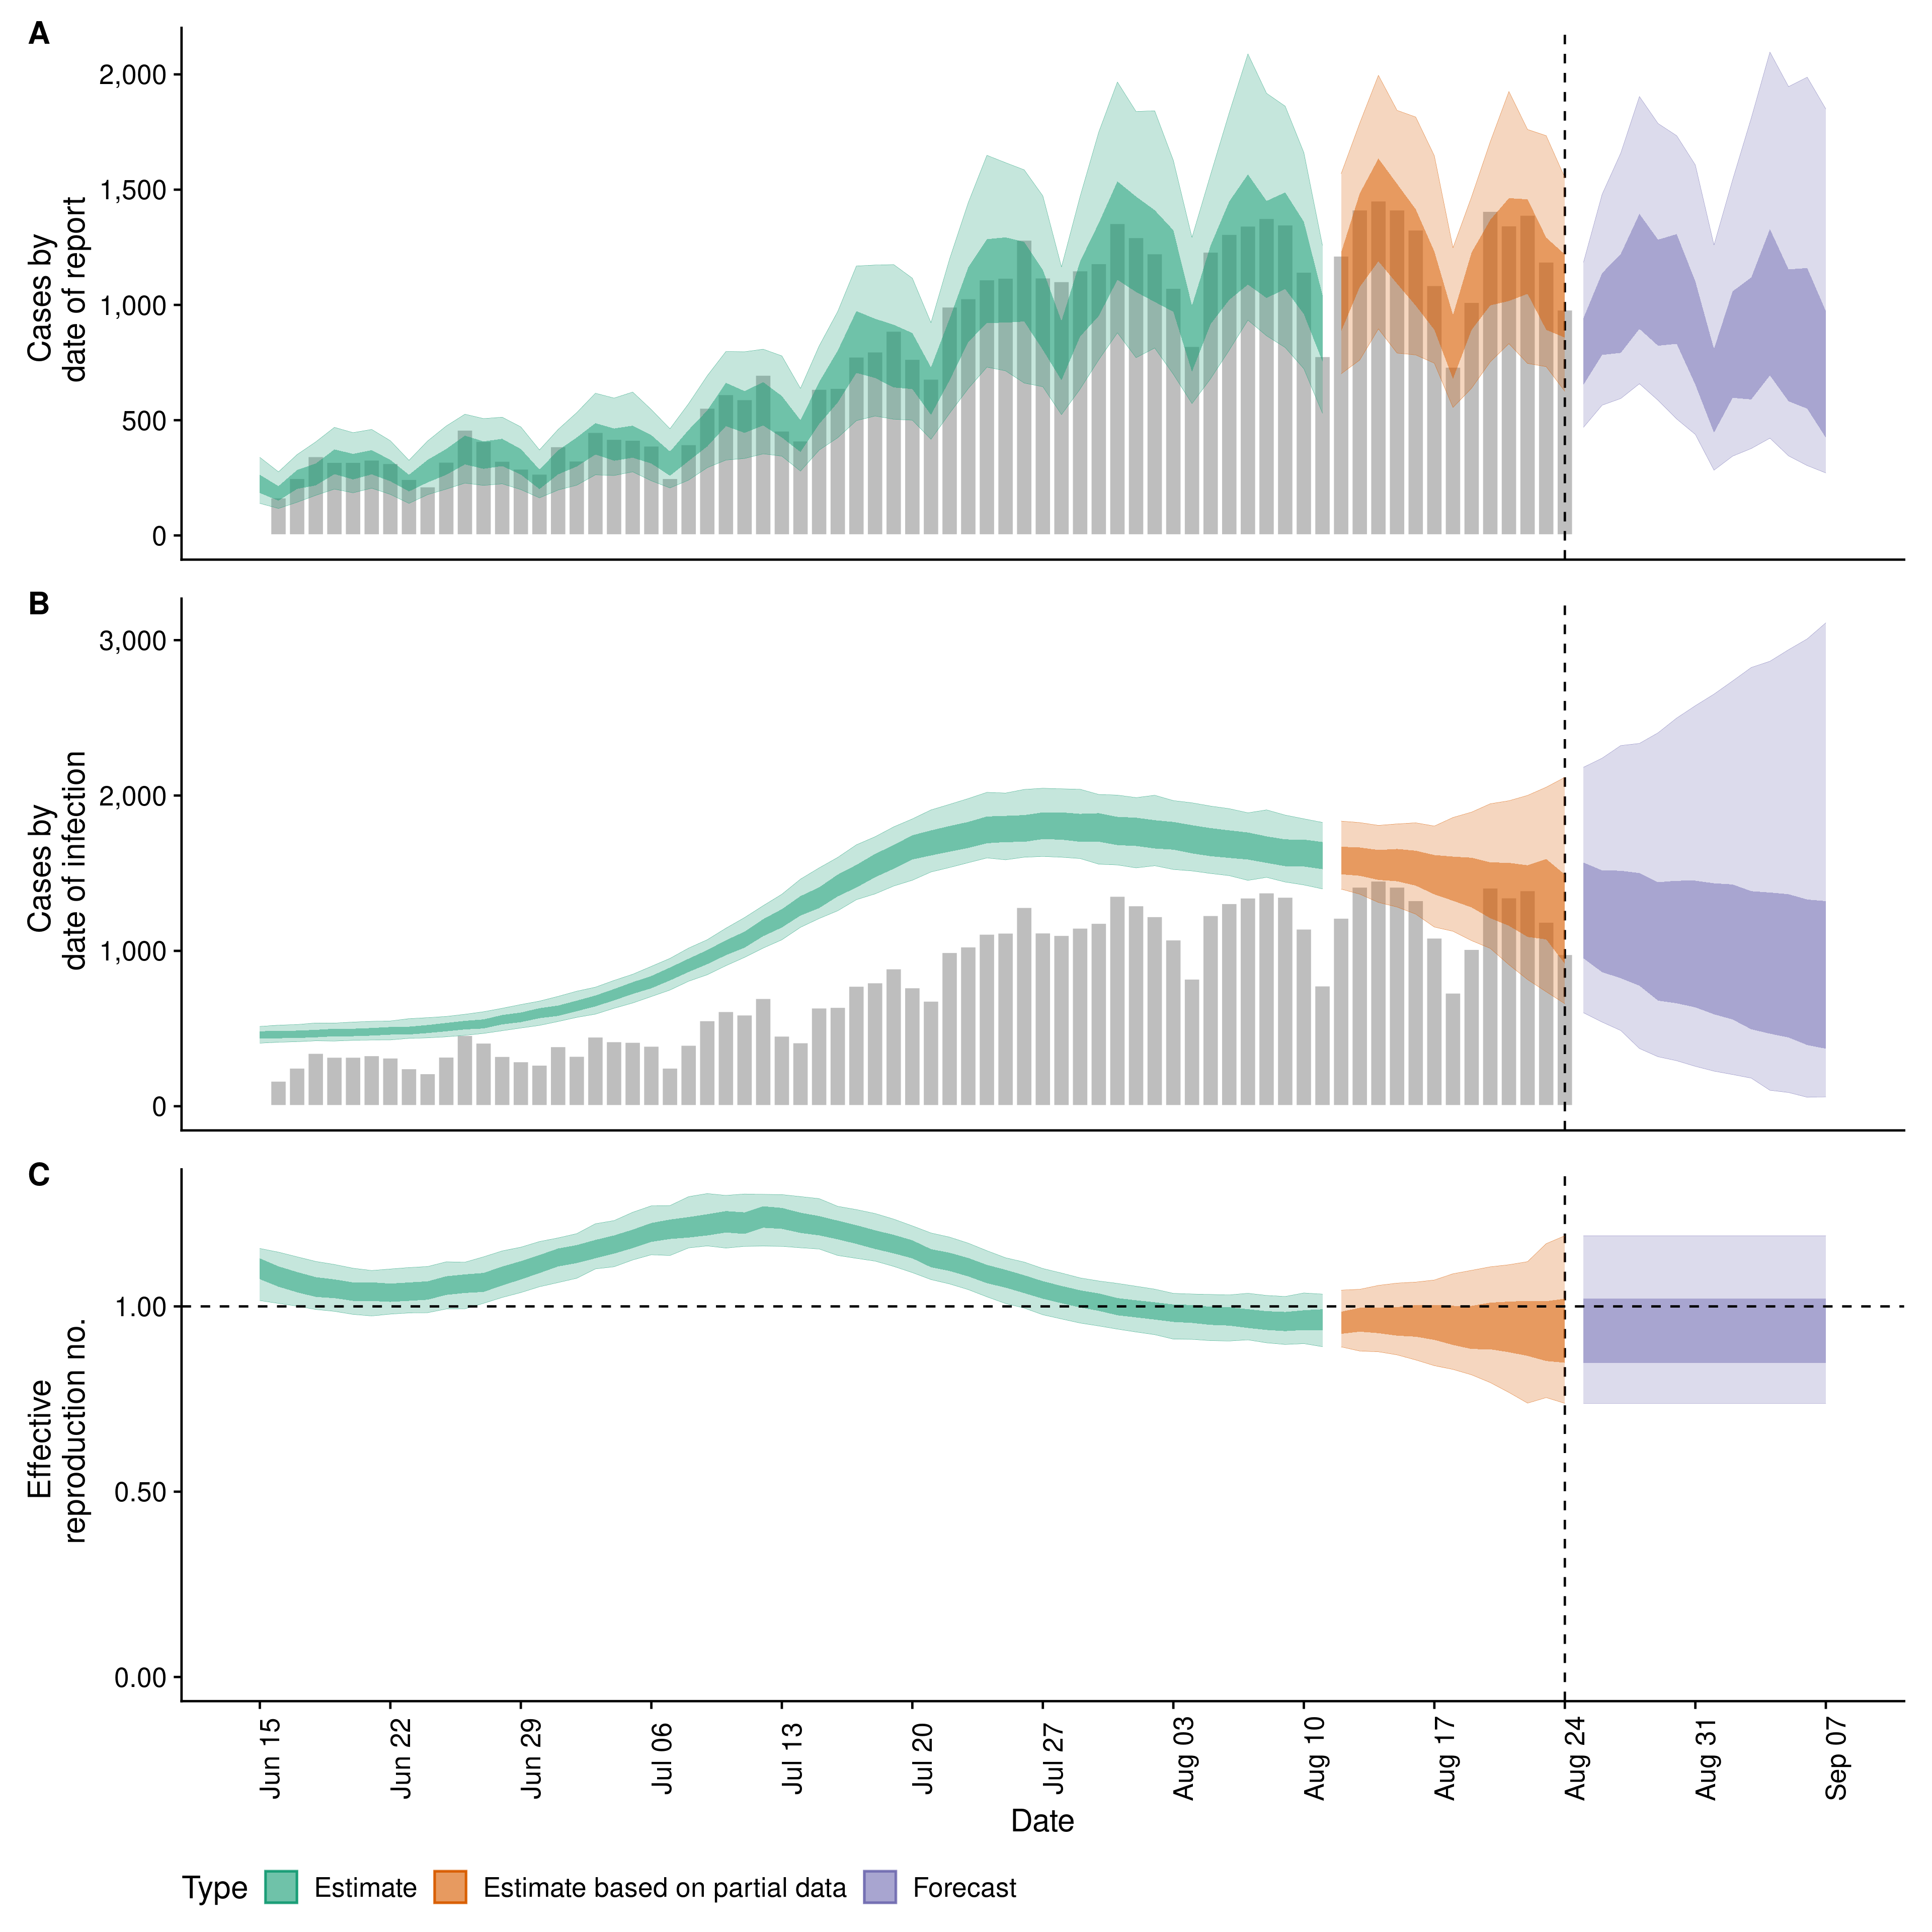 A
Cases by
date of report
2,000
1,500
1,000
500
0
B
Cases by
date of infection
3,000
2,000
1,000
0
C
Effective
reproduction no.
1.00
0.50
0.00
Jun 15
Jun 22
Jun 29
Jul 06
Jul 13
Jul 20
Jul 27
Aug 03
Aug 10
Aug 17
Aug 24
Aug 31
Sep 07
Date
Type Estimate Estimate based on partial data Forecast